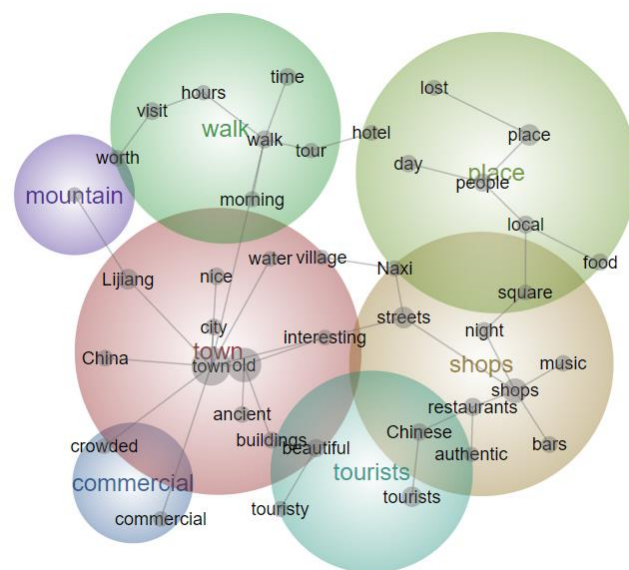 time
lost
hours
visit
walk
walk
hotel
place
tour
worth
day
place
people
mountain
morning
local
water
village
Naxi
food
Lijiang
nice
square
streets
night
city
interesting
town
China
town
old
shops
music
shops
restaurants
ancient
Chinese
buildings
crowded
beautiful
authentic
bars
tourists
commercial
tourists
touristy
commercial